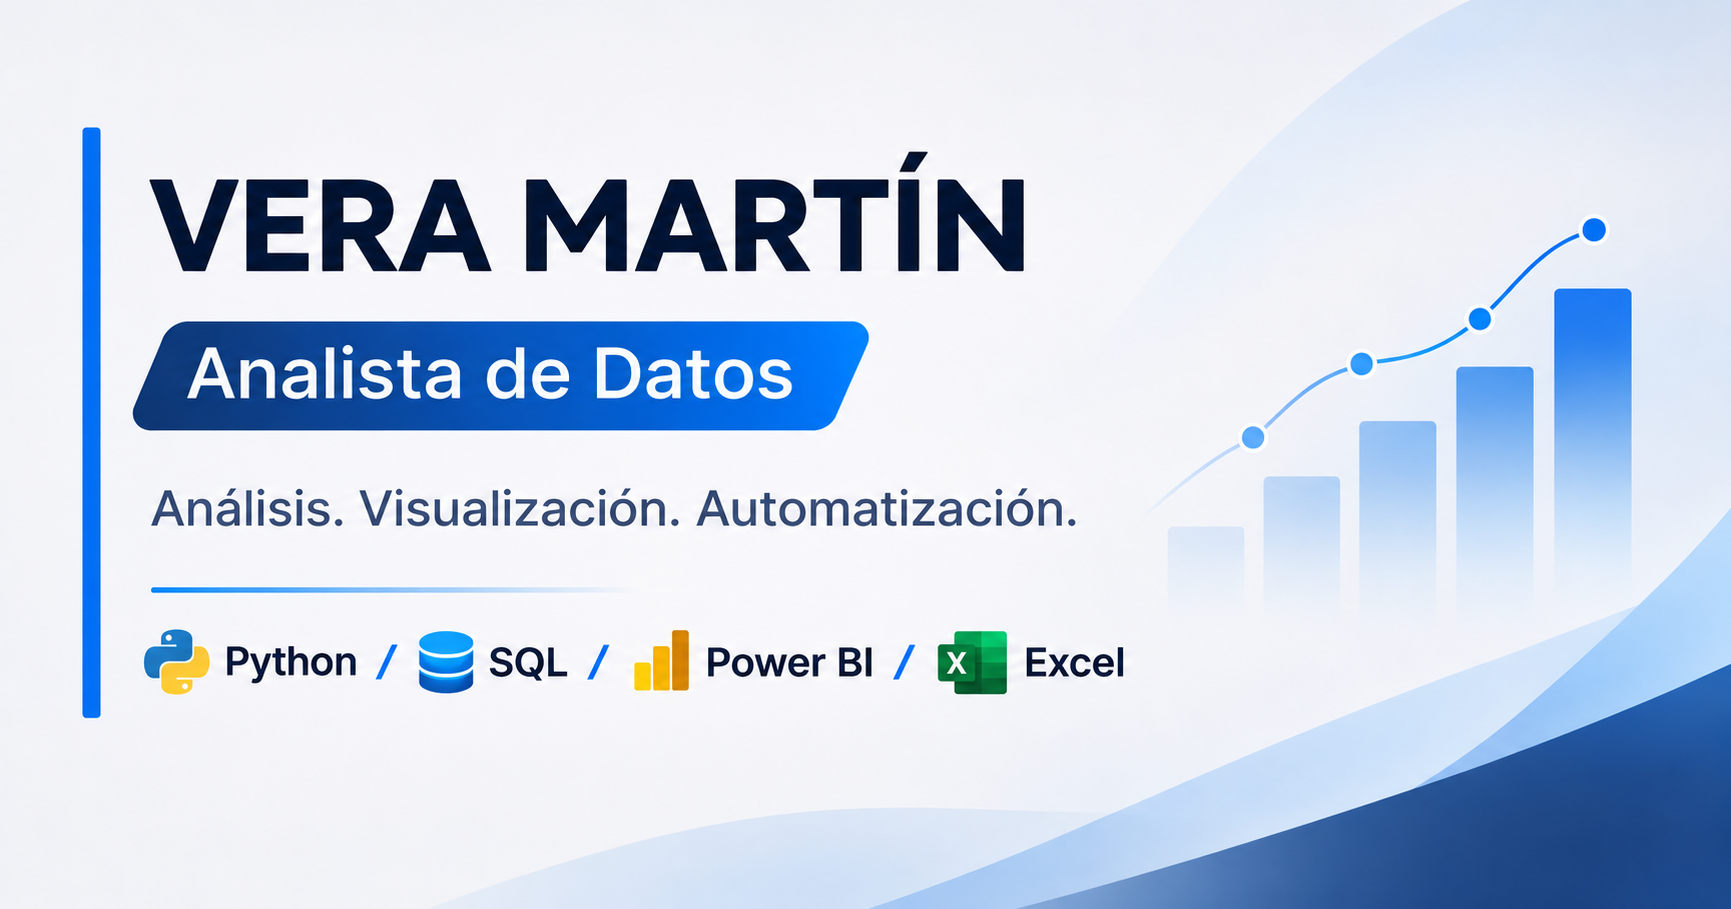 VERA MARTÍN
Analista de Datos
Análisis. Visualización. Automatización.
Python / SQL / Power BI / X Excel